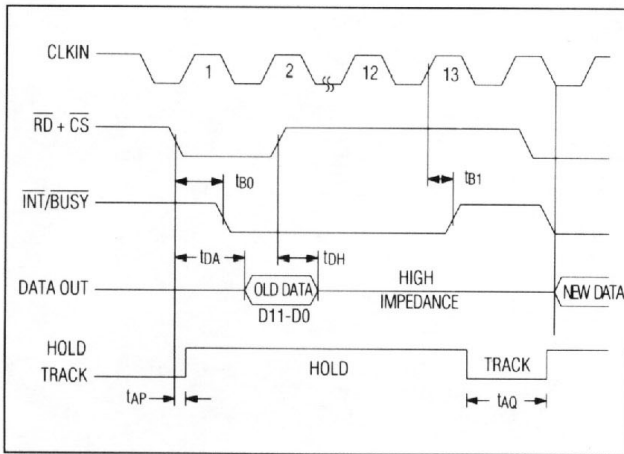 CLKIN
1 2 12 13
RD + CS
tB0
tB1
INT/BUSY
tDA
tDH
DATA OUT
OLD DATA
HIGH
IMPEDANCE
NEW DATA
D11-D0
HOLD
TRACK
HOLD
TRACK
tAP
tAQ